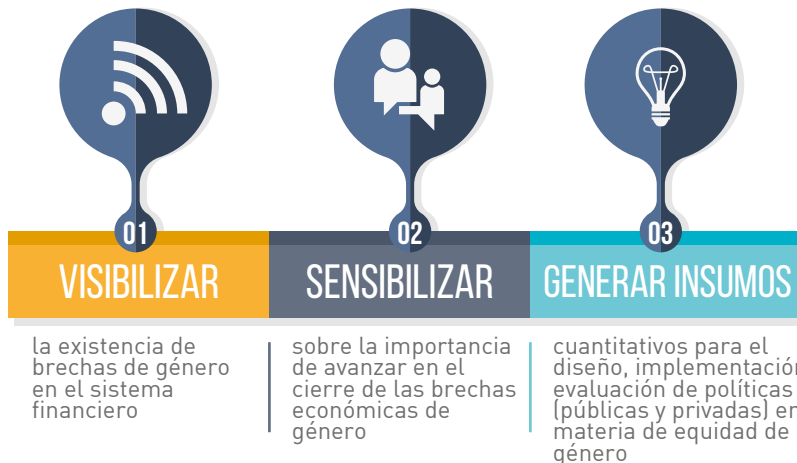 01
VISIBILIZAR
la existencia de
brechas de género
en el sistema
financiero
02
SENSIBILIZAR
sobre la importancia
de avanzar en el
cierre de las brechas
económicas de
género
03
GENERAR INSUMOS
cuantitativos para el
diseño, implementación
evaluación de políticas
(públicas y privadas) en
materia de equidad de
género